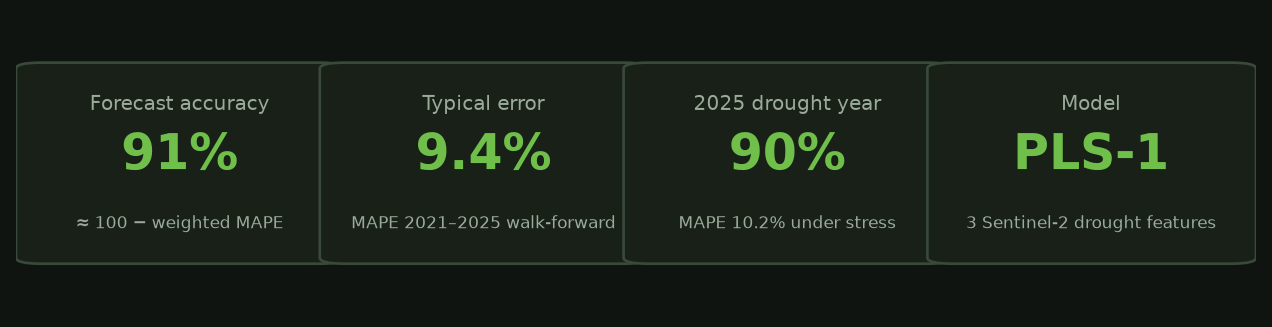 Forecast accuracy
91%
≈ 100 − weighted MAPE
Typical error
9.4%
MAPE 2021–2025 walk-forward
2025 drought year
90%
MAPE 10.2% under stress
Model
PLS-1
3 Sentinel-2 drought features